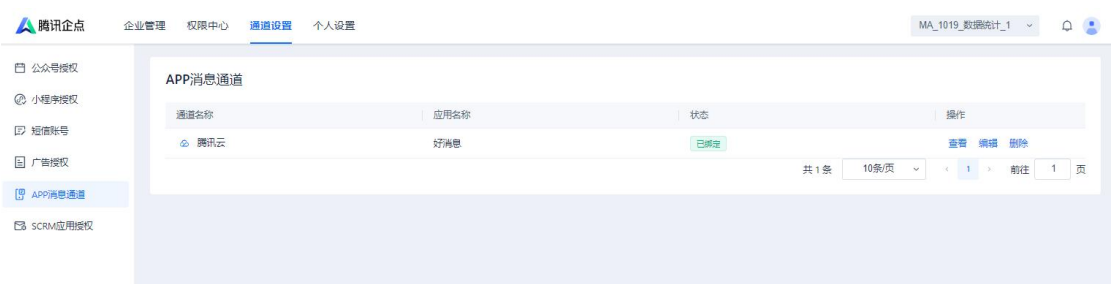 腾讯企点 企业管理 权限中心 通道设置 个人设置 MA_1019_数据统计_1
公众号授权
小程序授权
短信账号
广告授权
APP消息通道
SCRM应用授权
APP消息通道
通道名称 应用名称 状态 操作
腾讯云 好消息 已绑定 查看 编辑 删除
共 1 条 10条/页 1 前往 1 页